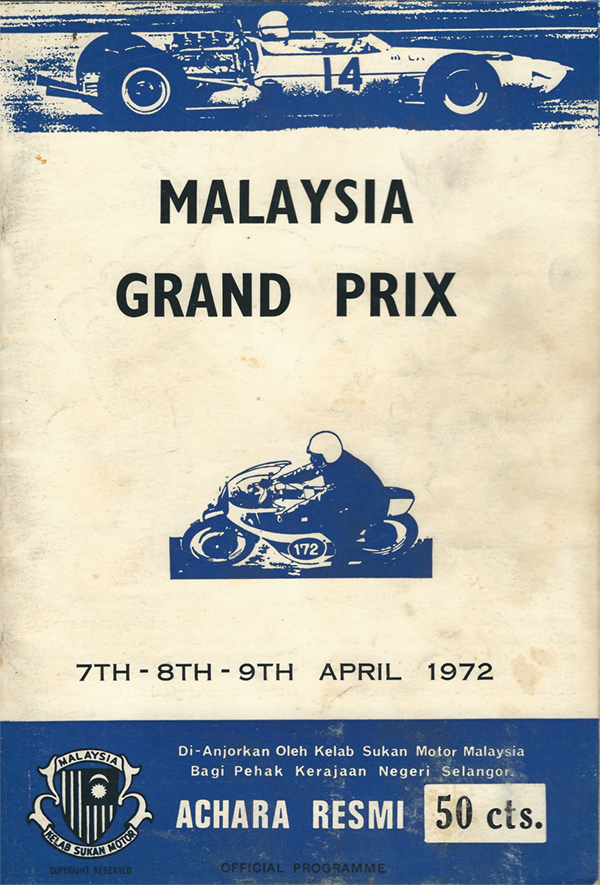 14
MALAYSIA
GRAND PRIX
172
7TH - 8TH - 9TH APRIL 1972
Di-Anjorkan Oleh Kelab Sukan Motor Malaysia
Bagi Pehak Kerajaan Negeri Selangor.
ACHARA RESMI 50 cts.
MALAYSIA
KELAB SUKAN MOTOR
COPYRIGHT RESERVED
OFFICIAL PROGRAMME